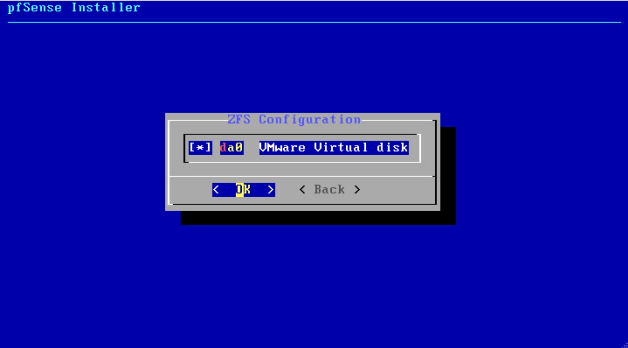 pfSense Installer
ZFS Configuration
[*] da0 VMware Virtual disk
< OK > < Back >